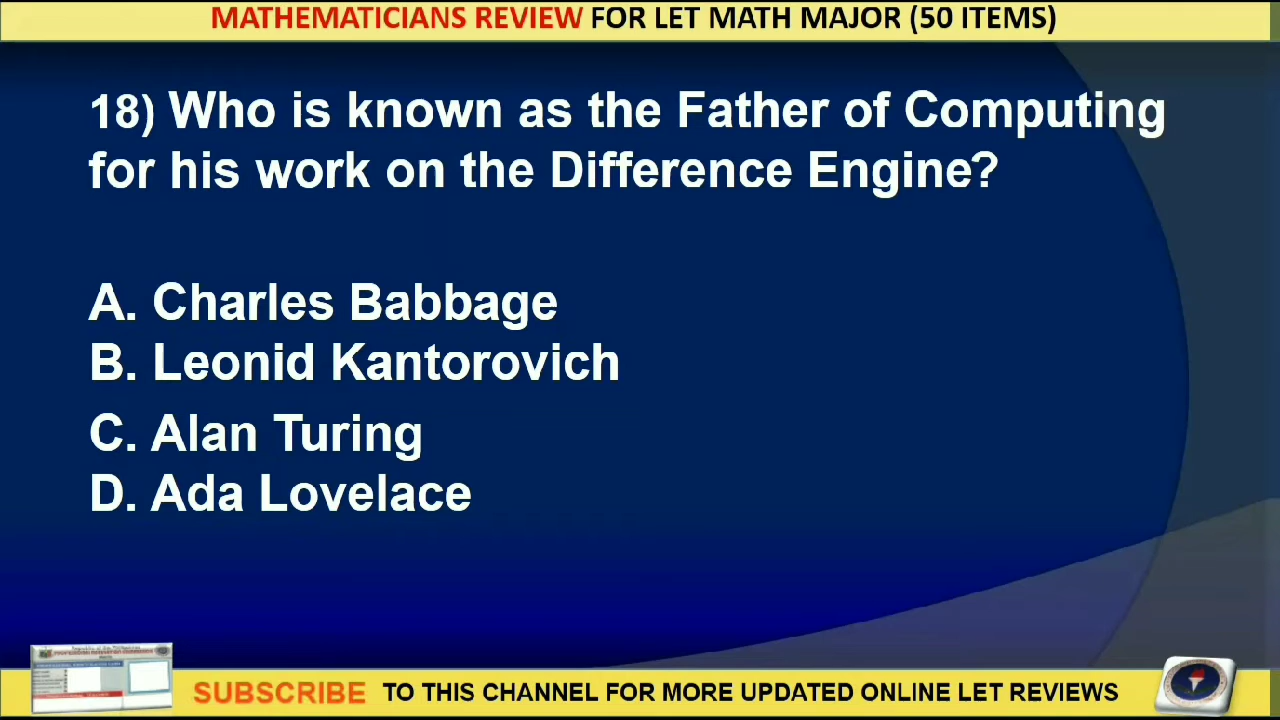 MATHEMATICIANS REVIEW FOR LET MATH MAJOR (50 ITEMS)
18) Who is known as the Father of Computing
for his work on the Difference Engine?
A. Charles Babbage
B. Leonid Kantorovich
C. Alan Turing
D. Ada Lovelace
SUBSCRIBE TO THIS CHANNEL FOR MORE UPDATED ONLINE LET REVIEWS